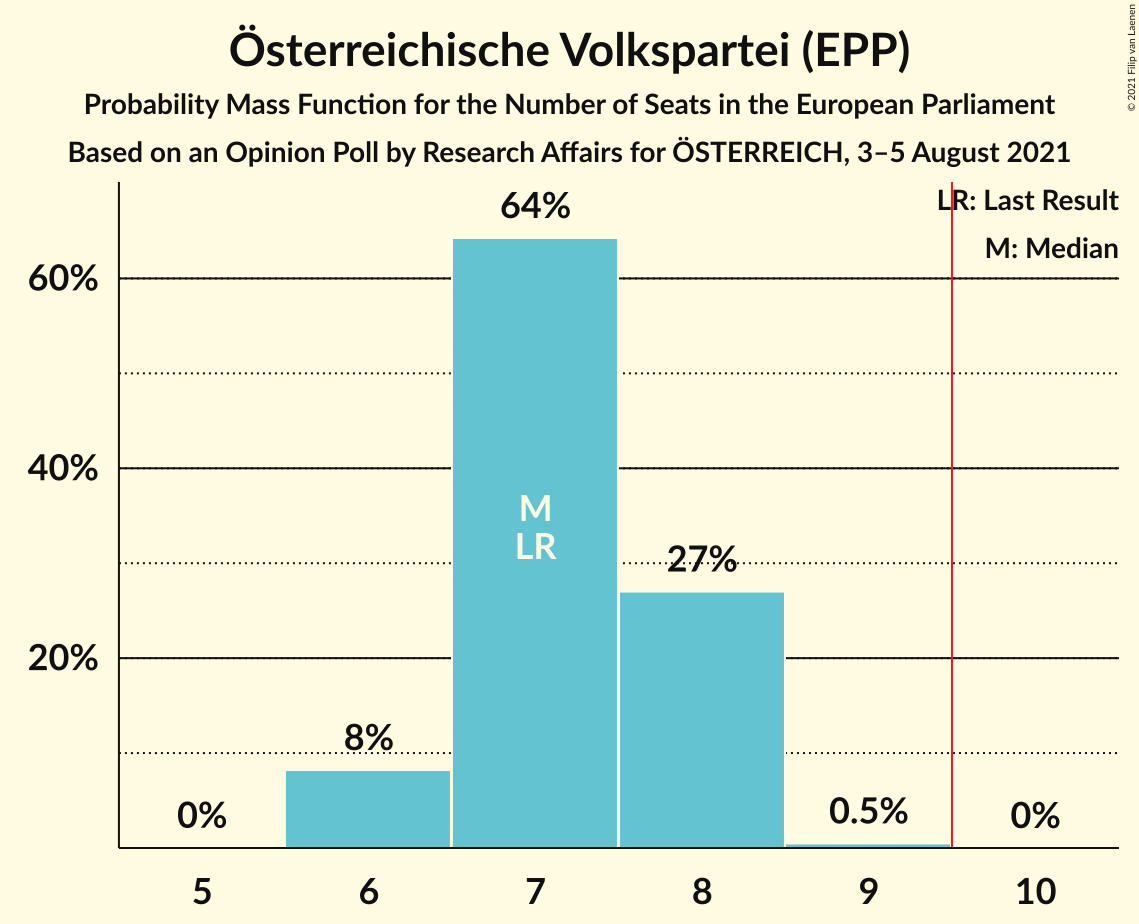 Österreichische Volkspartei (EPP)
Probability Mass Function for the Number of Seats in the European Parliament
Based on an Opinion Poll by Research Affairs for ÖSTERREICH, 3–5 August 2021
© 2021 Filip van Laenen
LR: Last Result
M: Median
64%
60%
40%
M
LR
27%
20%
8%
0%
0.5%
0%
5 6 7 8 9 10